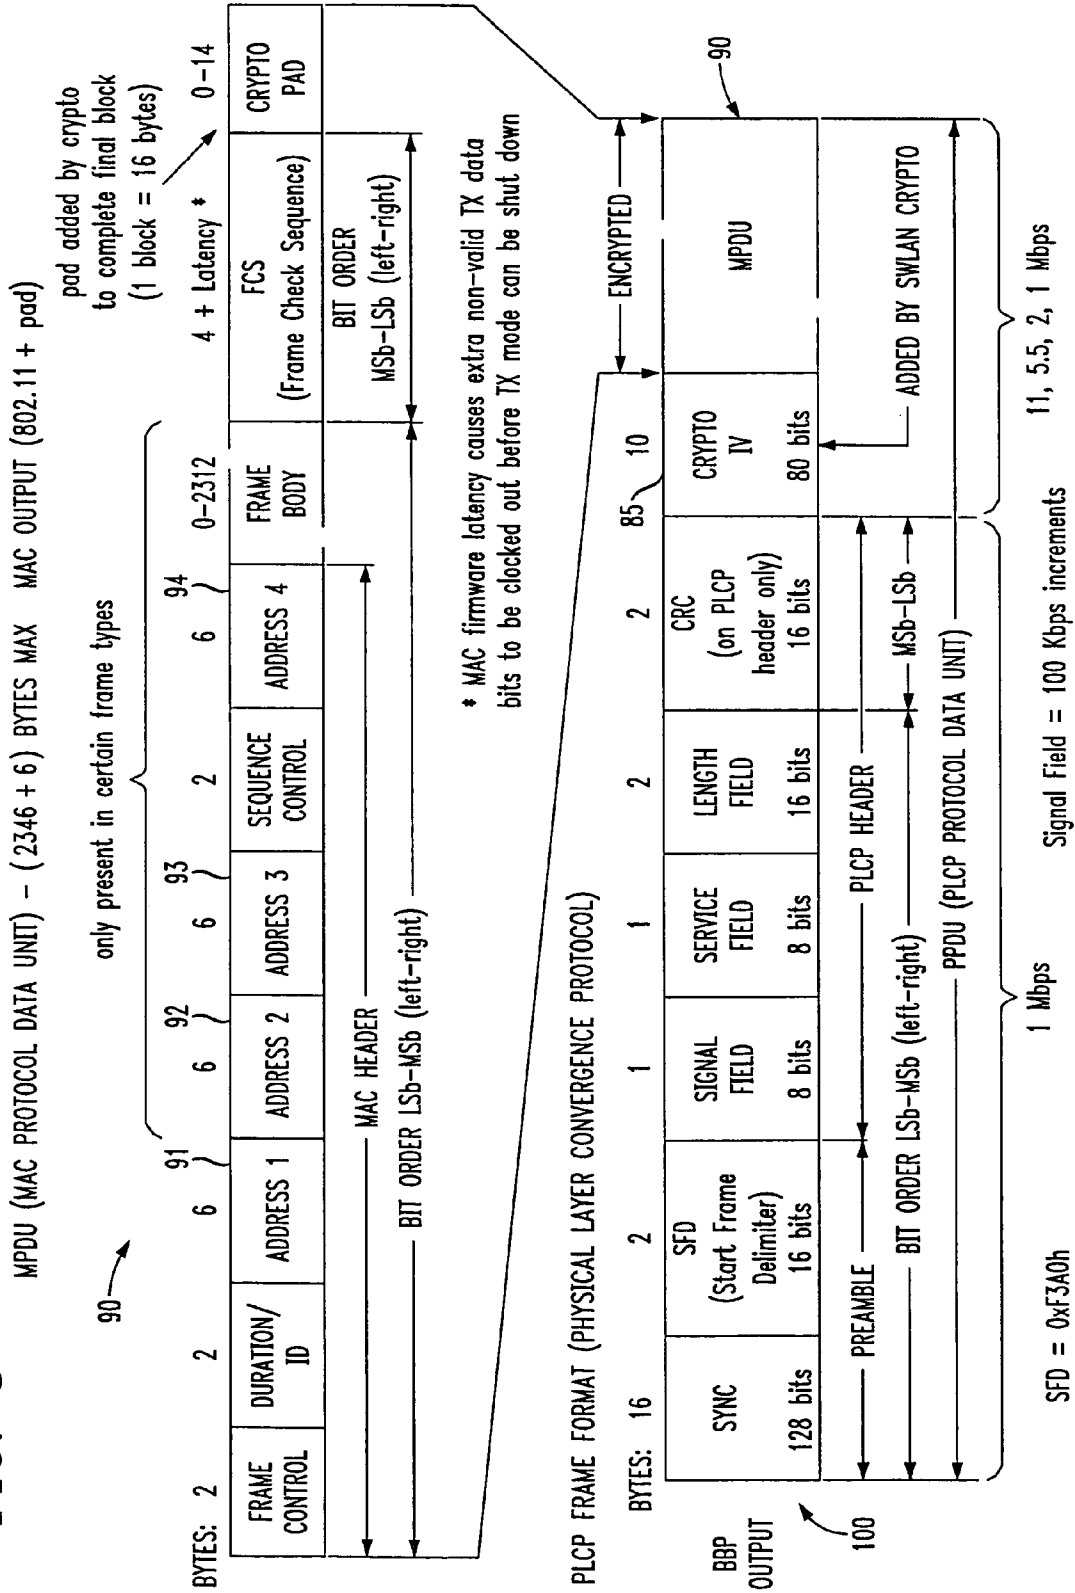 MPDU (MAC PROTOCOL DATA UNIT) - (2346 + 6) BYTES MAX MAC OUTPUT (802.11 + pad)
pad added by crypto
to complete final block
(1 block = 16 bytes)
only present in certain frame types
90
91
92
93
94
BYTES: 2 2 6 6 6 2 6 0-2312 4 + Latency * 0-14
FRAME
CONTROL
DURATION/
ID
ADDRESS 1
ADDRESS 2
ADDRESS 3
SEQUENCE
CONTROL
ADDRESS 4
FRAME
BODY
FCS
(Frame Check Sequence)
CRYPTO
PAD
MAC HEADER
BIT ORDER LSb-MSb (left-right)
BIT ORDER
MSb-LSb (left-right)
* MAC firmware latency causes extra non-valid TX data
bits to be clocked out before TX mode can be shut down
PLCP FRAME FORMAT (PHYSICAL LAYER CONVERGENCE PROTOCOL)
BYTES: 16 2 1 1 2 2 10
85
ENCRYPTED
90
BBP
OUTPUT
SYNC
128 bits
SFD
(Start Frame
Delimiter)
16 bits
SIGNAL
FIELD
8 bits
SERVICE
FIELD
8 bits
LENGTH
FIELD
16 bits
CRC
(on PLCP
header only)
16 bits
CRYPTO
IV
80 bits
MPDU
100
PREAMBLE
PLCP HEADER
BIT ORDER LSb-MSb (left-right)
MSb-LSb
ADDED BY SWLAN CRYPTO
PPDU (PLCP PROTOCOL DATA UNIT)
1 Mbps
11, 5.5, 2, 1 Mbps
SFD = 0xF3A0h
Signal Field = 100 Kbps increments